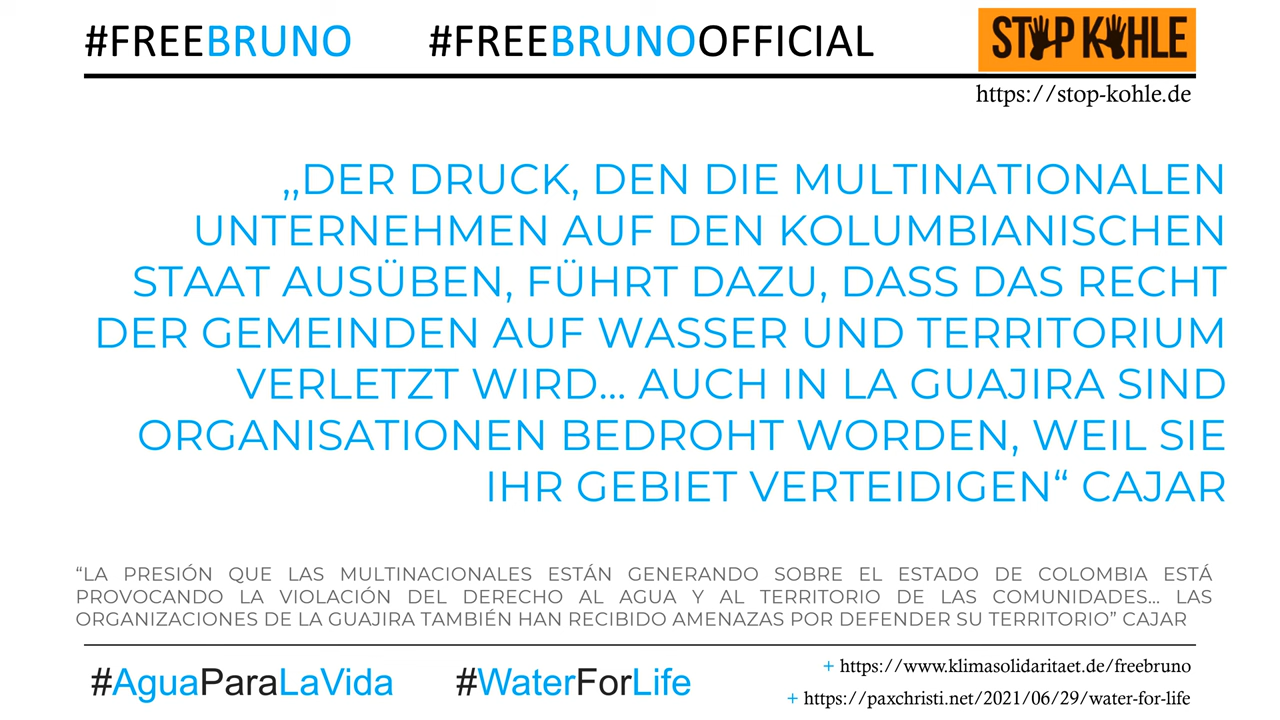 #FREEBRUNO #FREEBRUNOOFFICIAL STOP KOHLE
https://stop-kohle.de
,,DER DRUCK, DEN DIE MULTINATIONALEN
UNTERNEHMEN AUF DEN KOLUMBIANISCHEN
STAAT AUSÜBEN, FÜHRT DAZU, DASS DAS RECHT
DER GEMEINDEN AUF WASSER UND TERRITORIUM
VERLETZT WIRD... AUCH IN LA GUAJIRA SIND
ORGANISATIONEN BEDROHT WORDEN, WEIL SIE
IHR GEBIET VERTEIDIGEN“ CAJAR
“LA PRESIÓN QUE LAS MULTINACIONALES ESTÁN GENERANDO SOBRE EL ESTADO DE COLOMBIA ESTÁ
PROVOCANDO LA VIOLACIÓN DEL DERECHO AL AGUA Y AL TERRITORIO DE LAS COMUNIDADES... LAS
ORGANIZACIONES DE LA GUAJIRA TAMBIÉN HAN RECIBIDO AMENAZAS POR DEFENDER SU TERRITORIO” CAJAR
#AguaParaLaVida #WaterForLife
+ https://www.klimasolidaritaet.de/freebruno
+ https://paxchristi.net/2021/06/29/water-for-life